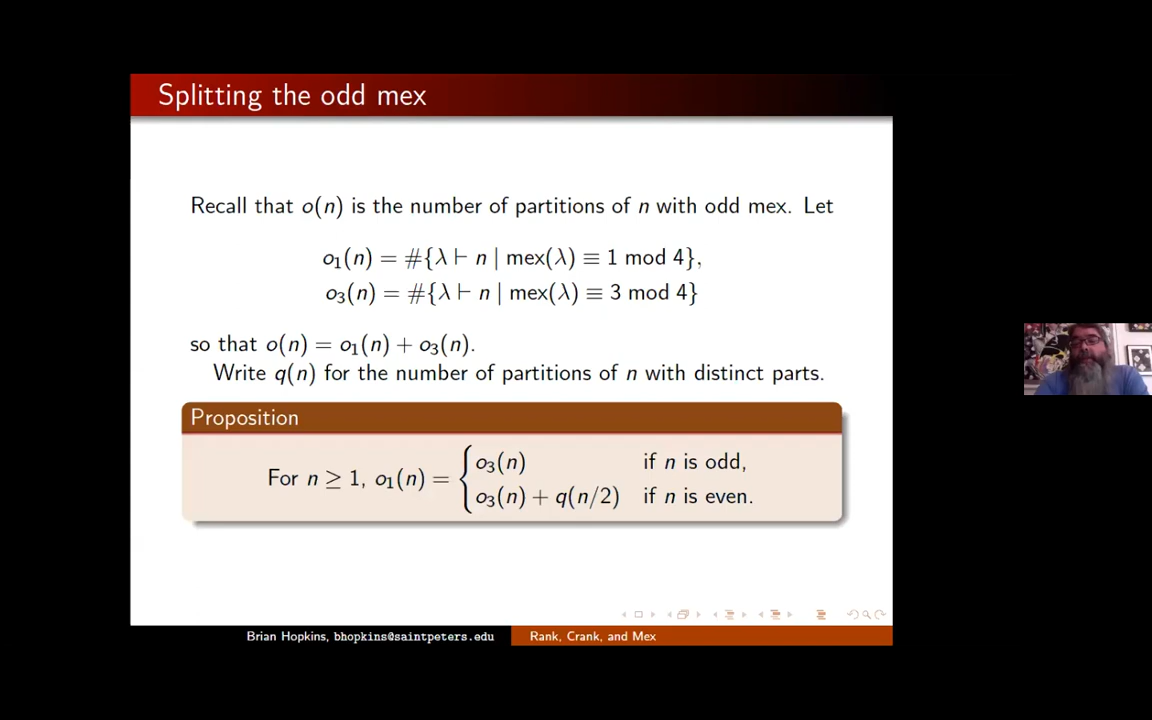 Splitting the odd mex
Recall that o(n) is the number of partitions of n with odd mex. Let
o₁(n) = #{λ ⊢ n | mex(λ) ≡ 1 mod 4},
o₃(n) = #{λ ⊢ n | mex(λ) ≡ 3 mod 4}
so that o(n) = o₁(n) + o₃(n).
Write q(n) for the number of partitions of n with distinct parts.
Proposition
For n ≥ 1, o₁(n) = { o₃(n) if n is odd,
o₃(n) + q(n/2) if n is even.
Brian Hopkins, bhopkins@saintpeters.edu Rank, Crank, and Mex